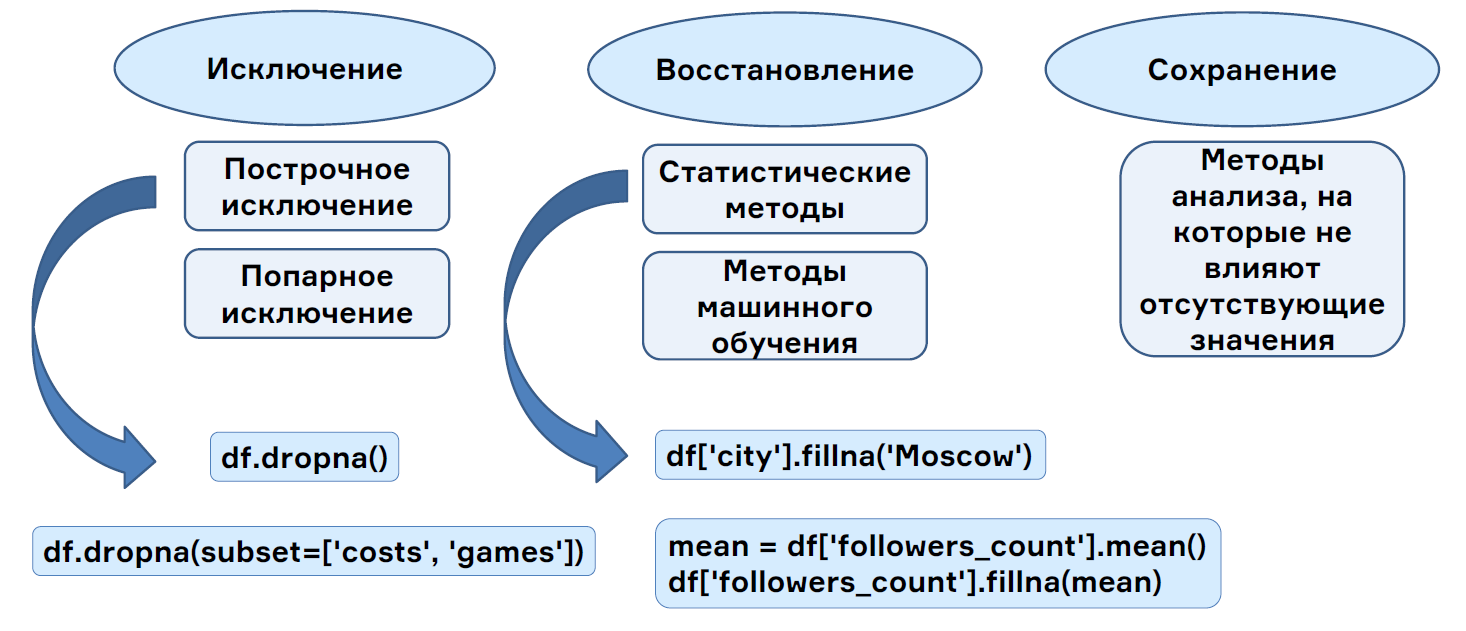 Исключение
Построчное
исключение
Попарное
исключение
df.dropna()
df.dropna(subset=['costs', 'games'])
Восстановление
Статистические
методы
Методы
машинного
обучения
df['city'].fillna('Moscow')
mean = df['followers_count'].mean()
df['followers_count'].fillna(mean)
Сохранение
Методы
анализа, на
которые не
влияют
отсутствующие
значения